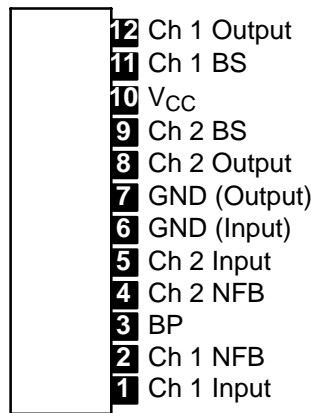 12 Ch 1 Output
11 Ch 1 BS
10 VCC
9 Ch 2 BS
8 Ch 2 Output
7 GND (Output)
6 GND (Input)
5 Ch 2 Input
4 Ch 2 NFB
3 BP
2 Ch 1 NFB
1 Ch 1 Input